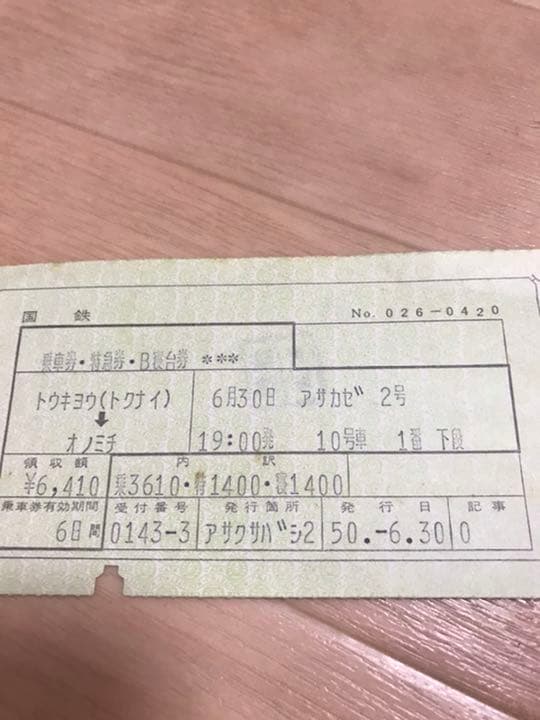 国鉄 No. 026-0420
乗車券・特急券・B寝台券 ***
トウキヨウ(トクナイ) 6月30日 アサカゼ 2号
➡
オノミチ 19:00発 10号車 1番 下段
領収額 内訳
¥6,410 乗3610・特1400・寝1400
乗車券有効期間 受付番号 発行箇所 発行日 記事
6日間 0143-3 アサクサバシ2 50.-6.30 0